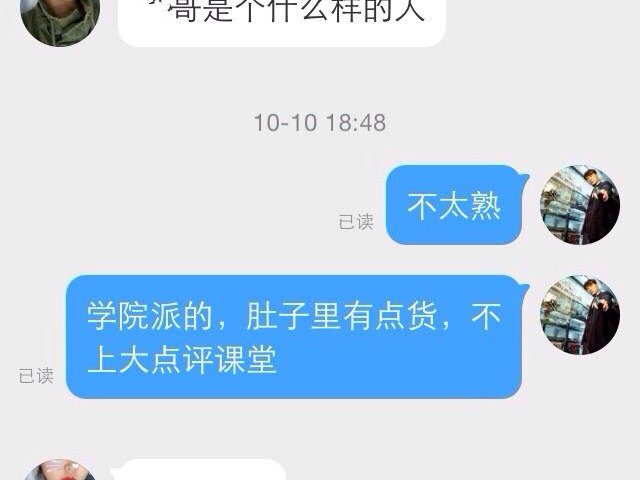 哥是个什么样的人
10-10 18:48
不太熟
已读
学院派的，肚子里有点货，不
上大点评课堂
已读